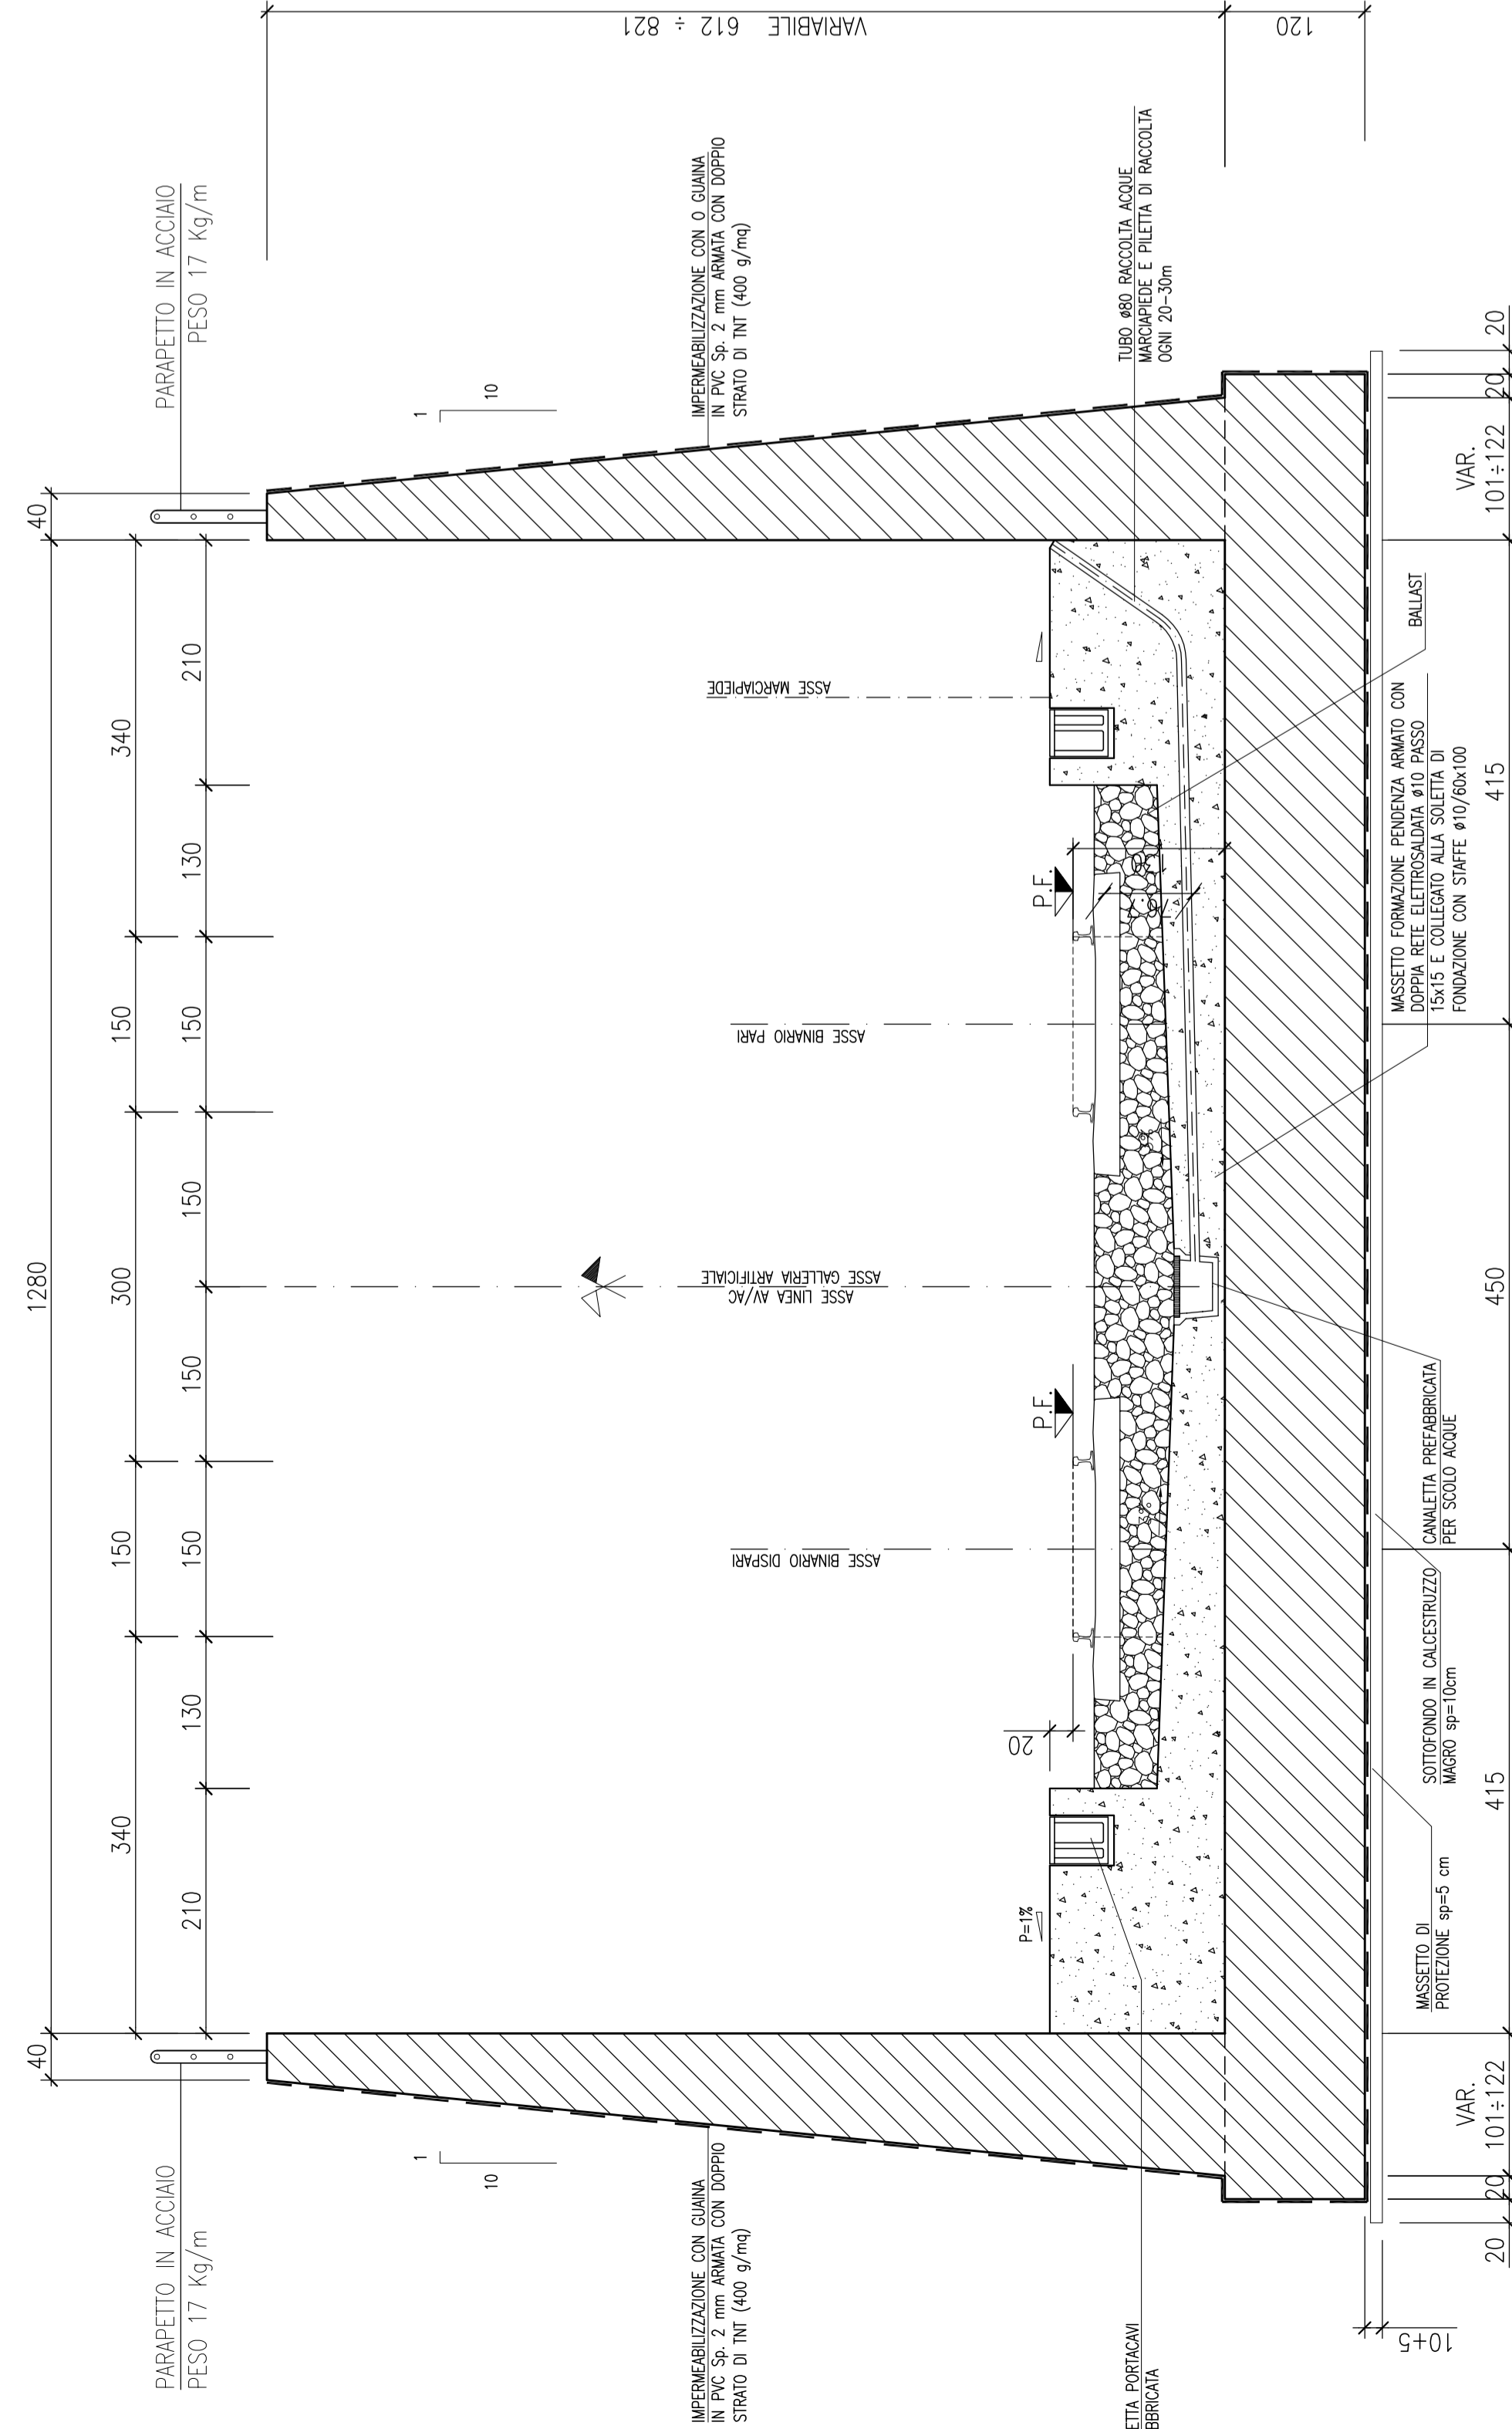 1280
40
40
340
150
300
150
340
210
130
150
150
150
150
130
210
PARAPETTO IN ACCIAIO
PESO 17 Kg/m
PARAPETTO IN ACCIAIO
PESO 17 Kg/m
1
10
1
10
IMPERMEABILIZZAZIONE CON GUAINA
IN PVC Sp. 2 mm ARMATA CON DOPPIO
STRATO DI TNT (400 g/mq)
IMPERMEABILIZZAZIONE CON O GUAINA
IN PVC Sp. 2 mm ARMATA CON DOPPIO
STRATO DI TNT (400 g/mq)
VARIABILE 612 ÷ 821
120
ASSE BINARIO DISPARI
ASSE GALLERIA ARTIFICIALE
ASSE LINEA AV/AC
ASSE BINARIO PARI
ASSE MARCIAPIEDE
P=1%
20
P.F.
P.F.
ETTA PORTACAVI
BBRICATA
TUBO ø80 RACCOLTA ACQUE
MARCIAPIEDE E PILETTA DI RACCOLTA
OGNI 20-30m
MASSETTO DI
PROTEZIONE sp=5 cm
SOTTOFONDO IN CALCESTRUZZO
MAGRO sp=10cm
CANALETTA PREFABBRICATA
PER SCOLO ACQUE
MASSETTO FORMAZIONE PENDENZA ARMATO CON
DOPPIA RETE ELETTROSALDATA ø10 PASSO
15x15 E COLLEGATO ALLA SOLETTA DI
FONDAZIONE CON STAFFE ø10/60x100
BALLAST
10+5
20
20
VAR.
101÷122
415
450
415
VAR.
101÷122
20
20